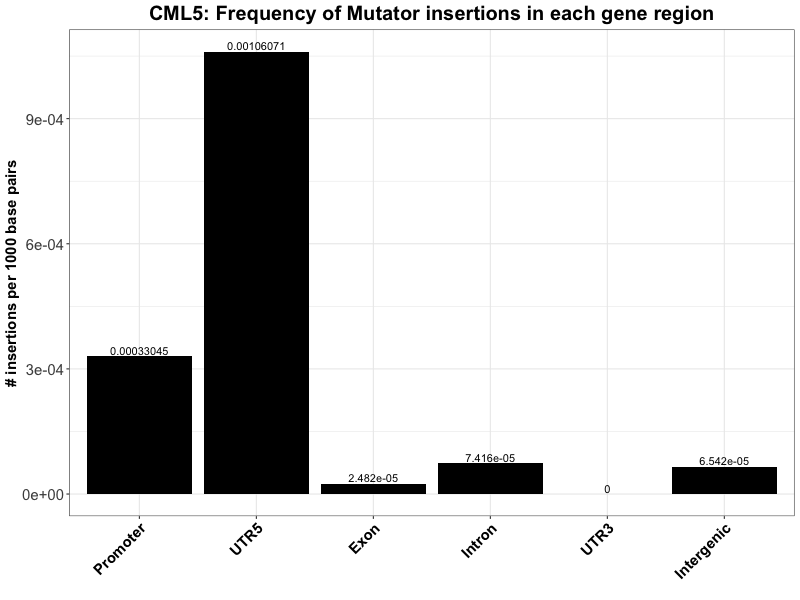 CML5: Frequency of Mutator insertions in each gene region
# insertions per 1000 base pairs
9e-04
6e-04
3e-04
0e+00
0.00033045
0.00106071
2.482e-05
7.416e-05
0
6.542e-05
Promoter
UTR5
Exon
Intron
UTR3
Intergenic